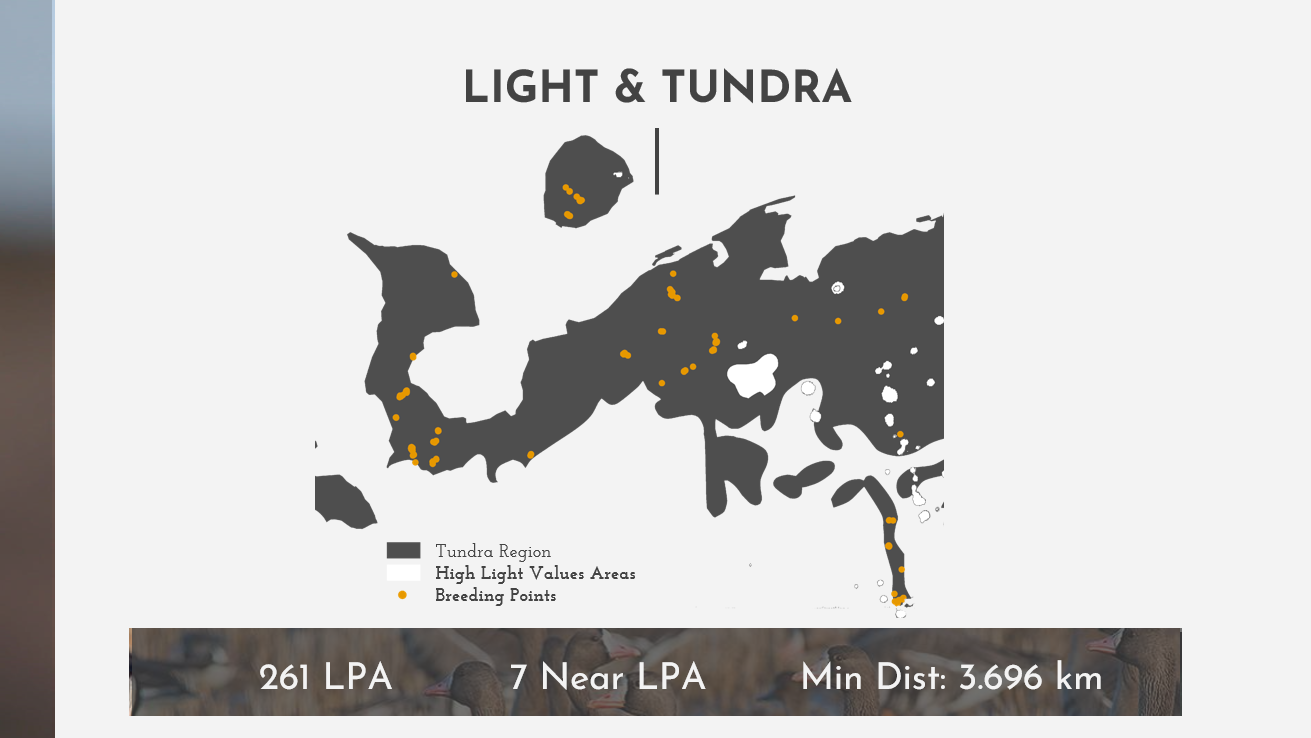 LIGHT & TUNDRA
Tundra Region
High Light Values Areas
Breeding Points
261 LPA
7 Near LPA
Min Dist: 3.696 km